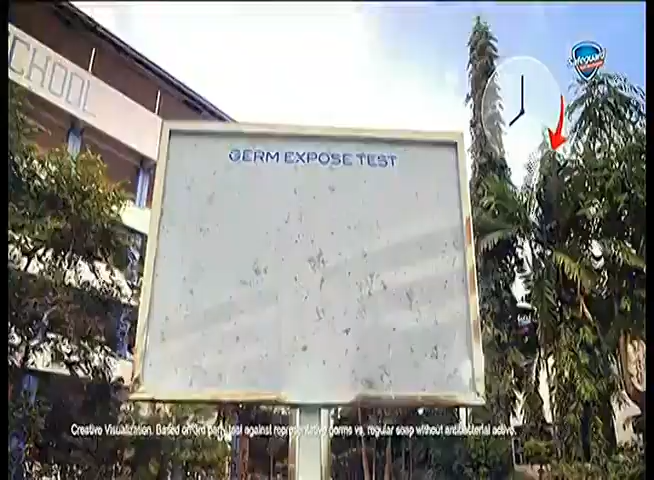 SCHOOL
Safeguard
GERM EXPOSE TEST
Creative Visualization. Based on 3rd party test against representative germs vs. regular soap without antibacterial active.